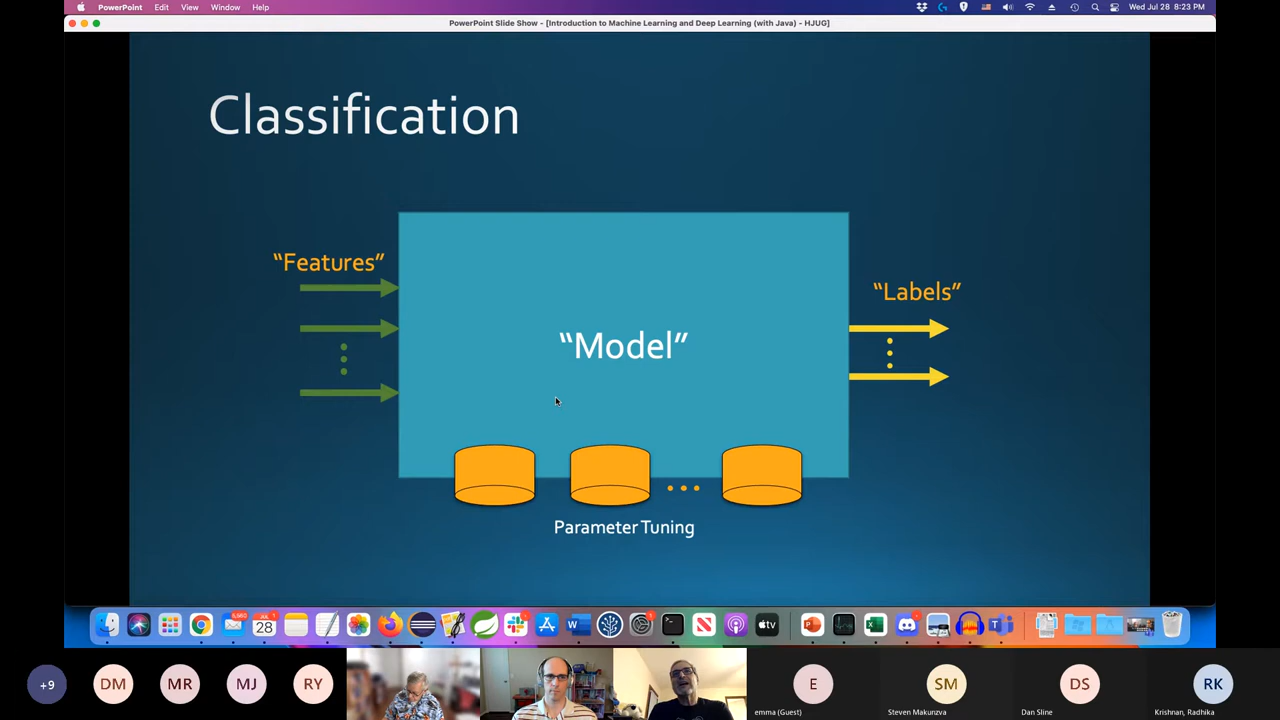 PowerPoint Edit View Window Help
Wed Jul 28 8:23 PM
PowerPoint Slide Show - [Introduction to Machine Learning and Deep Learning (with Java) - HJUG]
Classification
“Features”
“Labels”
“Model”
Parameter Tuning
JUL
28
+9
DM
MR
MJ
RY
E
SM
DS
RK
emma (Guest)
Steven Makunzva
Dan Sline
Krishnan, Radhika